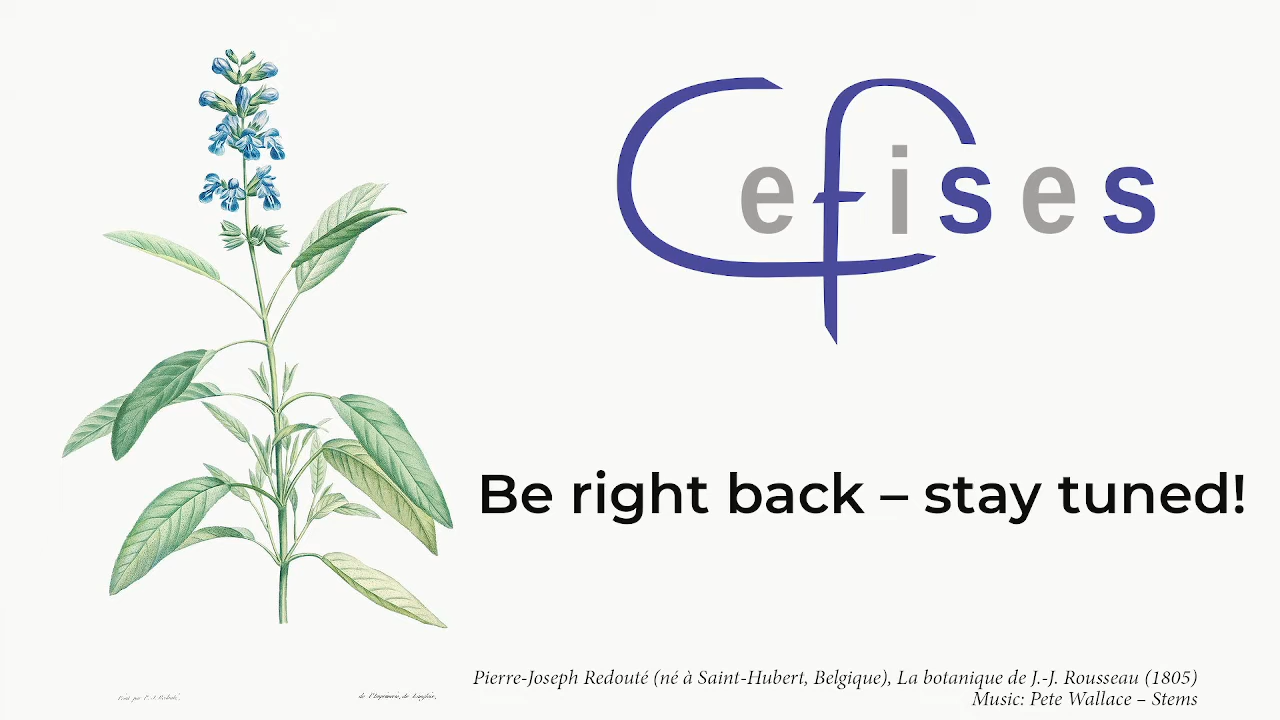 Cefises
Be right back – stay tuned!
Pierre-Joseph Redouté (né à Saint-Hubert, Belgique), La botanique de J.-J. Rousseau (1805)
Music: Pete Wallace – Stems